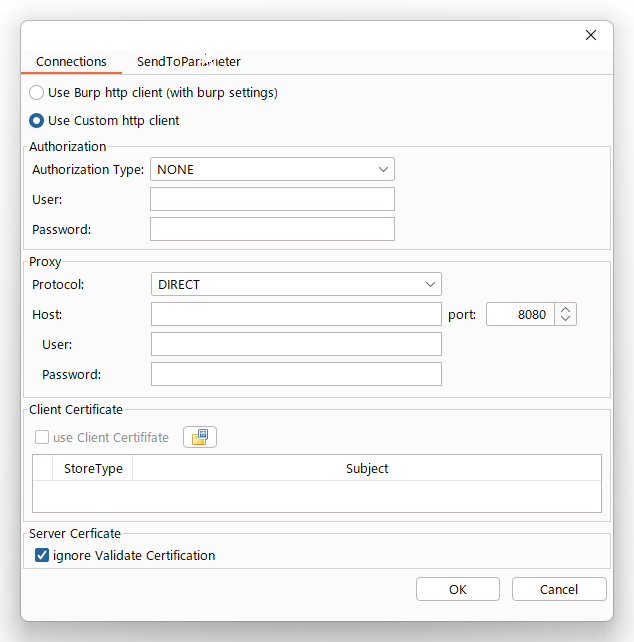 Connections SendToParameter
Use Burp http client (with burp settings)
Use Custom http client
Authorization
Authorization Type: NONE
User:
Password:
Proxy
Protocol: DIRECT
Host: port: 8080
User:
Password:
Client Certificate
use Client Certififate
StoreType Subject
Server Cerficate
ignore Validate Certification
OK Cancel